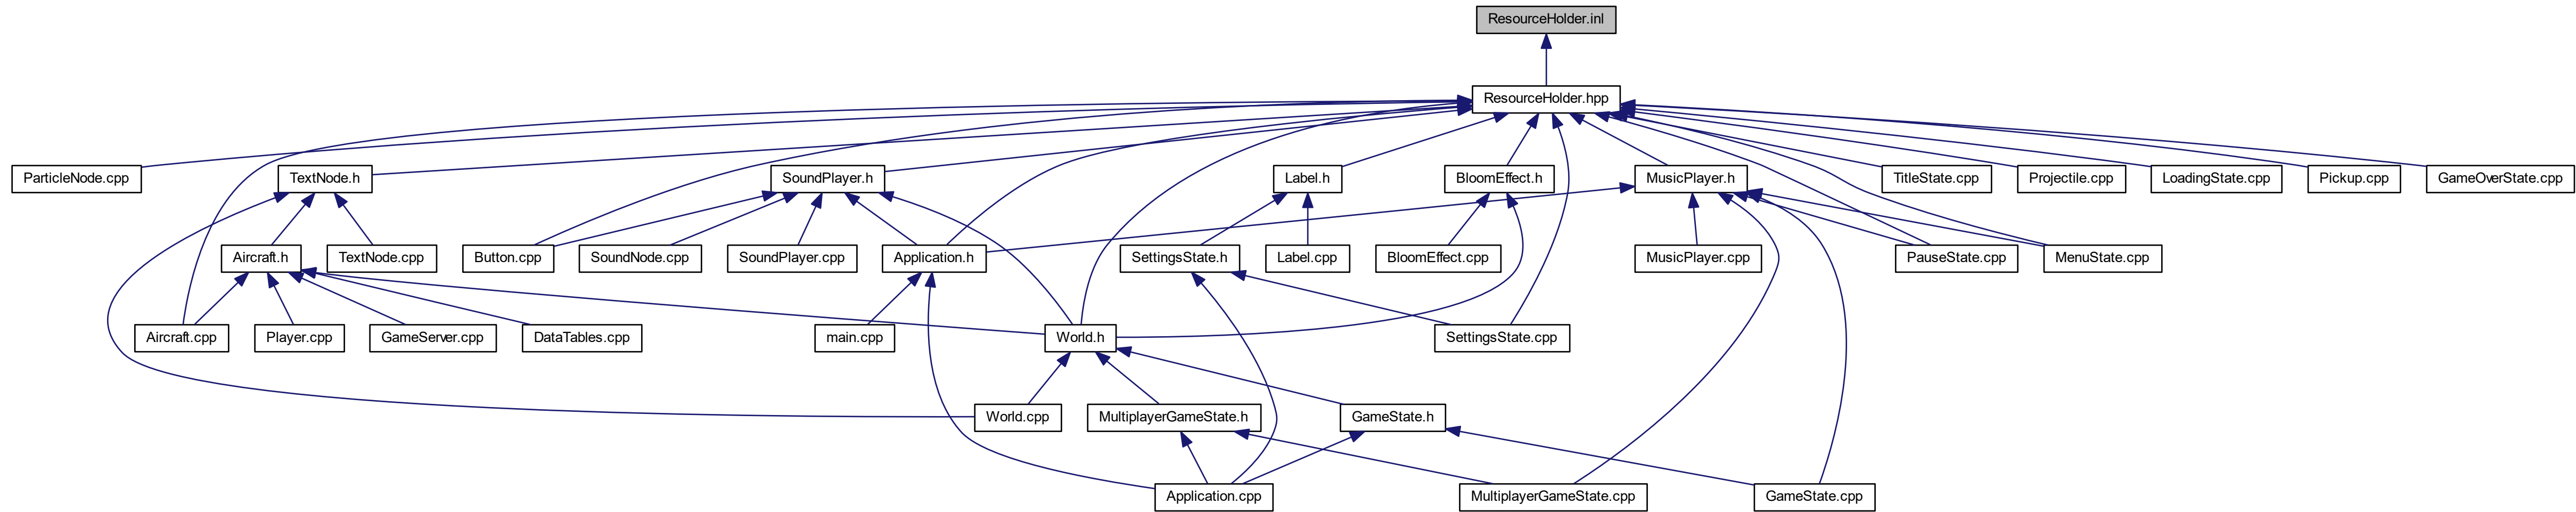 ResourceHolder.inl
ResourceHolder.hpp
ParticleNode.cpp
TextNode.h
SoundPlayer.h
Label.h
BloomEffect.h
MusicPlayer.h
TitleState.cpp
Projectile.cpp
LoadingState.cpp
Pickup.cpp
GameOverState.cpp
Aircraft.h
TextNode.cpp
Button.cpp
SoundNode.cpp
SoundPlayer.cpp
Application.h
SettingsState.h
Label.cpp
BloomEffect.cpp
MusicPlayer.cpp
PauseState.cpp
MenuState.cpp
Aircraft.cpp
Player.cpp
GameServer.cpp
DataTables.cpp
main.cpp
World.h
SettingsState.cpp
World.cpp
MultiplayerGameState.h
GameState.h
Application.cpp
MultiplayerGameState.cpp
GameState.cpp